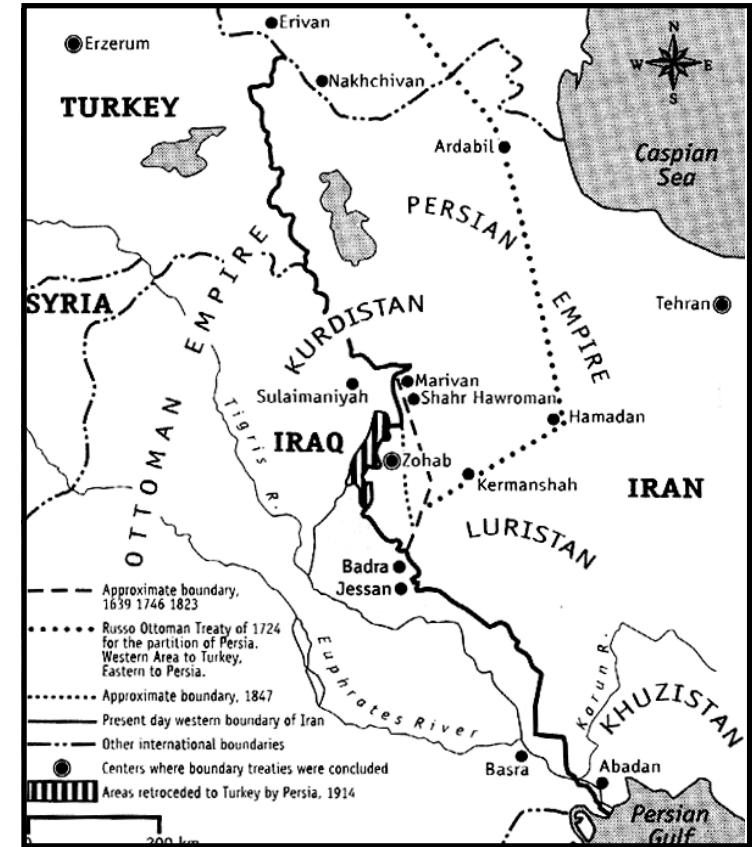 Erivan
Erzerum
N
W E
S
Nakhchivan
TURKEY
Ardabil
Caspian
Sea
PERSIAN
EMPIRE
OTTOMAN EMPIRE
SYRIA
KURDISTAN
Tehran
Marivan
Sulaimaniyah
Shahr Hawroman
Hamadan
Tigris R.
IRAQ
Zohab
Kermanshah
IRAN
LURISTAN
Badra
Jessan
Approximate boundary,
1639 1746 1823
Russo Ottoman Treaty of 1724
for the partition of Persia.
Western Area to Turkey,
Eastern to Persia.
Approximate boundary, 1847
Present day western boundary of Iran
Other international boundaries
Centers where boundary treaties were concluded
Areas retroceded to Turkey by Persia, 1914
Euphrates River
Karun R.
KHUZISTAN
Basra
Abadan
Persian
Gulf
0 200 km